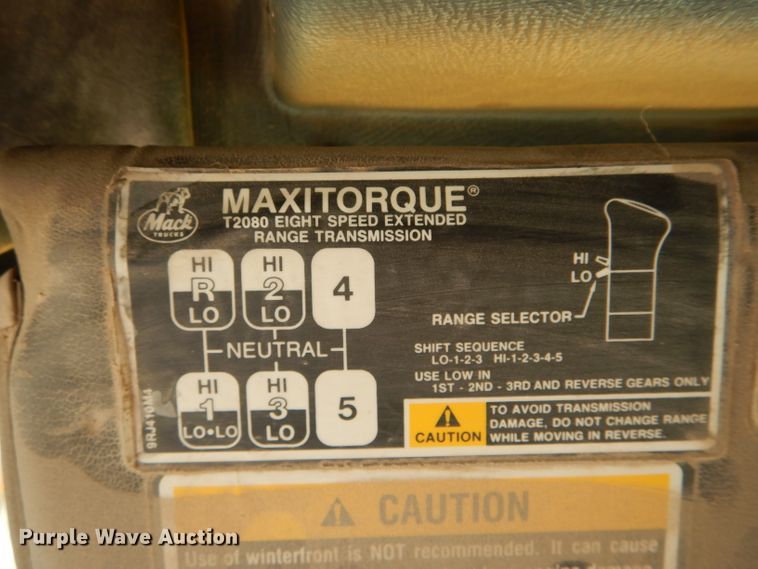 MAXITORQUE®
T2080 EIGHT SPEED EXTENDED
RANGE TRANSMISSION
Mack
TRUCKS
HI HI
R 2 4
LO LO
NEUTRAL
HI HI
1 3 5
LO•LO LO
9RJ410M4
HI
LO
RANGE SELECTOR
SHIFT SEQUENCE
LO-1-2-3 HI-1-2-3-4-5
USE LOW IN
1ST - 2ND - 3RD AND REVERSE GEARS ONLY
CAUTION
TO AVOID TRANSMISSION
DAMAGE, DO NOT CHANGE RANGE
WHILE MOVING IN REVERSE.
CAUTION
Use of winterfront is NOT recommended. It can cause
damage
Purple Wave Auction